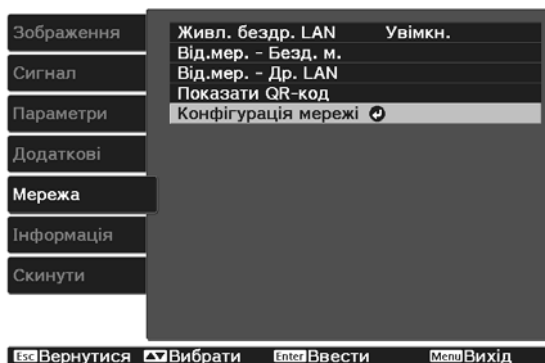 Зображення
Сигнал
Параметри
Додаткові
Мережа
Інформація
Скинути
Живл. бездр. LAN Увімкн.
Від.мер. - Безд. м.
Від.мер. - Др. LAN
Показати QR-код
Конфігурація мережі
Esc Вернутися Вибрати Enter Ввести Menu Вихід